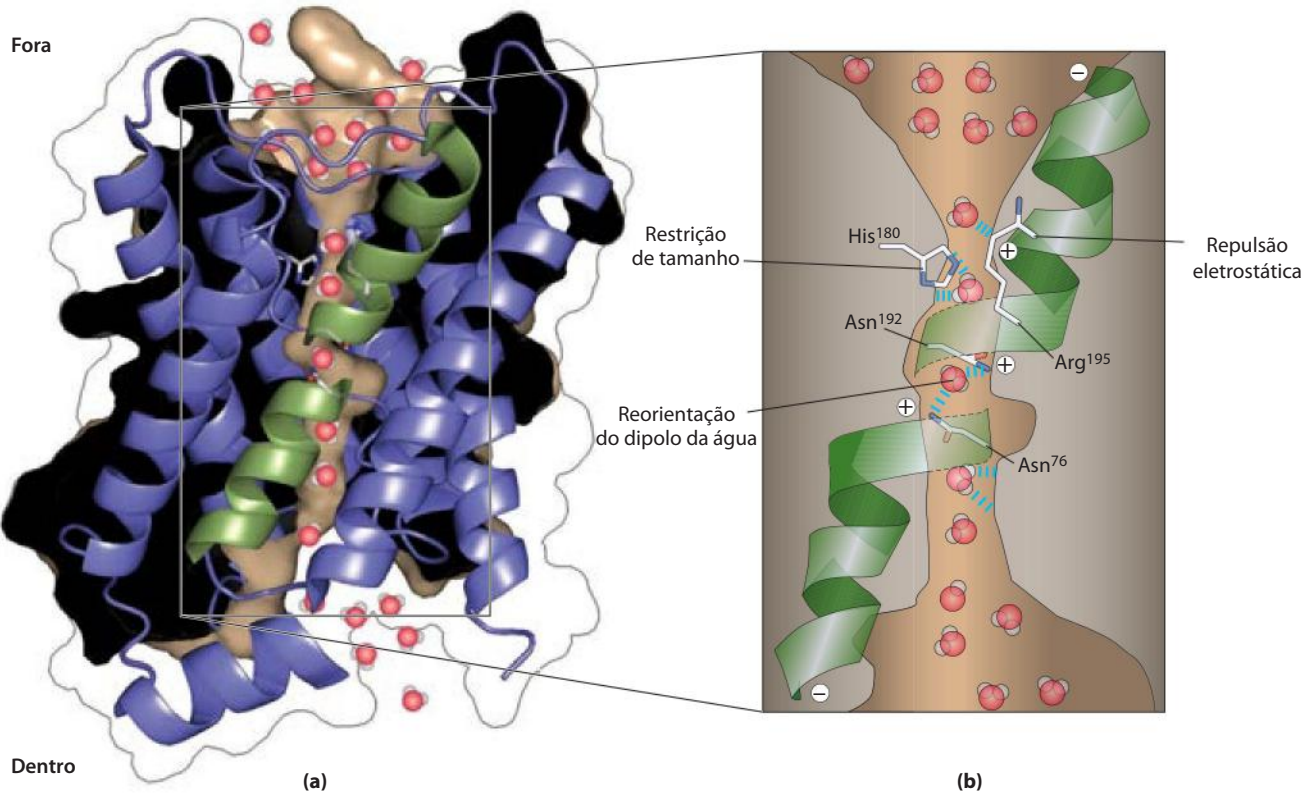 Fora
Restrição
de tamanho
His180
Repulsão
eletrostática
Asn192
Arg195
Reorientação
do dipolo da água
Asn76
Dentro
(a)
(b)
−
+
+
+
−